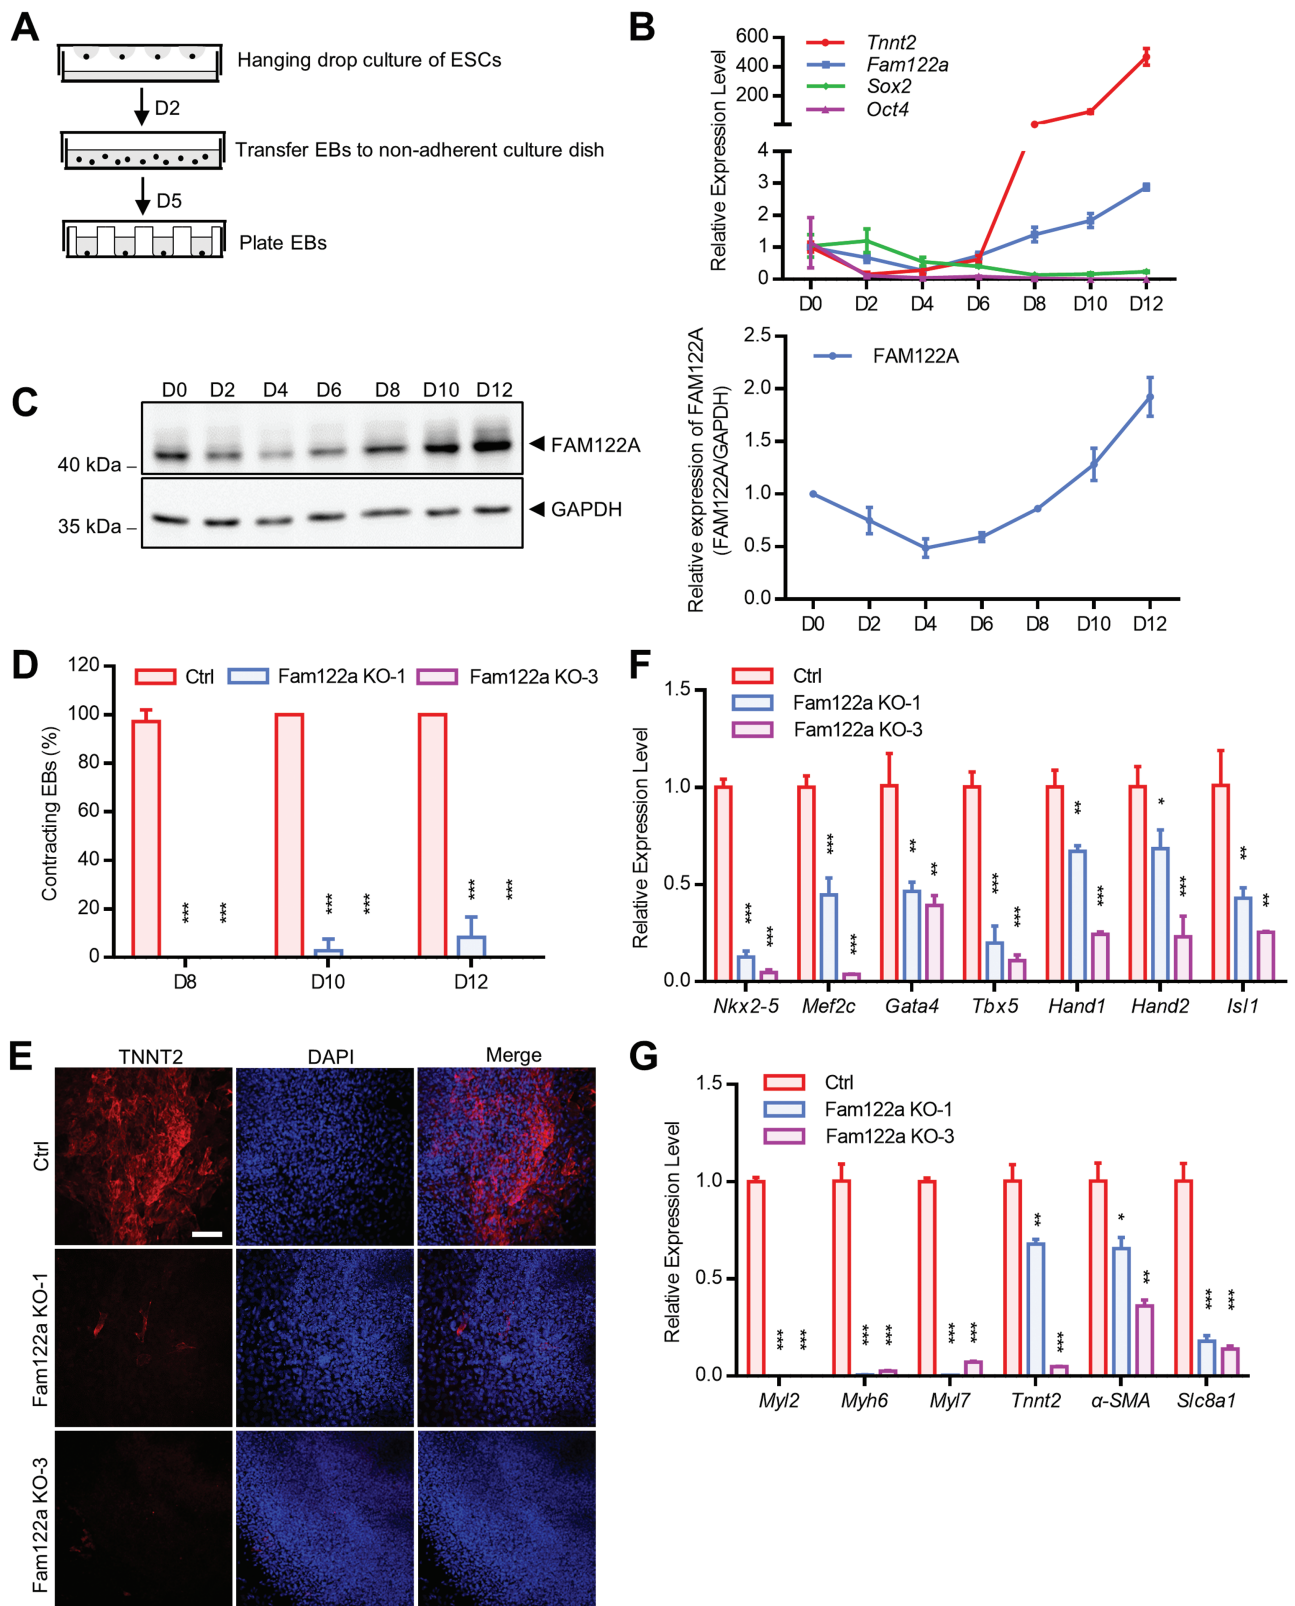 A
Hanging drop culture of ESCs
D2
Transfer EBs to non-adherent culture dish
D5
Plate EBs
B
Relative Expression Level
600
400
200
4
3
2
1
0
Tnnt2
Fam122a
Sox2
Oct4
D0 D2 D4 D6 D8 D10 D12
Relative expression of FAM122A
(FAM122A/GAPDH)
2.5
2.0
1.5
1.0
0.5
0.0
FAM122A
D0 D2 D4 D6 D8 D10 D12
C
D0 D2 D4 D6 D8 D10 D12
FAM122A
40 kDa
GAPDH
35 kDa
D
Contracting EBs (%)
120
100
80
60
40
20
0
Ctrl Fam122a KO-1 Fam122a KO-3
*** *** *** *** *** ***
D8 D10 D12
E
TNNT2 DAPI Merge
Ctrl
Fam122a KO-1
Fam122a KO-3
F
Relative Expression Level
1.5
1.0
0.5
0.0
Ctrl
Fam122a KO-1
Fam122a KO-3
*** *** *** *** ** ** *** *** ** *** * *** ** **
Nkx2-5 Mef2c Gata4 Tbx5 Hand1 Hand2 Isl1
G
Relative Expression Level
1.5
1.0
0.5
0.0
Ctrl
Fam122a KO-1
Fam122a KO-3
*** *** *** *** *** *** ** *** * ** *** ***
Myl2 Myh6 Myl7 Tnnt2 α-SMA Slc8a1